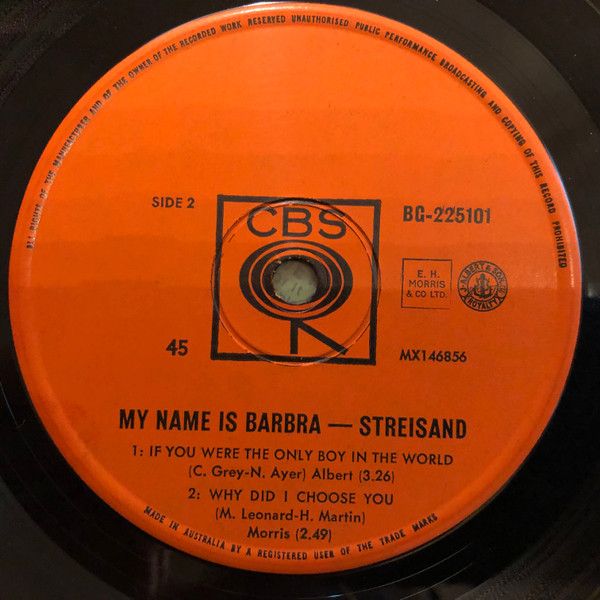 ALL RIGHTS OF THE MANUFACTURER AND OF THE OWNER OF THE RECORDED WORK RESERVED UNAUTHORISED PUBLIC PERFORMANCE BROADCASTING AND COPYING OF THIS RECORD PROHIBITED
SIDE 2
CBS
BG-225101
E. H.
MORRIS
& CO LTD.
ALBERT & SON
ROYALTY
45
MX146856
MY NAME IS BARBRA — STREISAND
1: IF YOU WERE THE ONLY BOY IN THE WORLD
(C. Grey-N. Ayer) Albert (3.26)
2: WHY DID I CHOOSE YOU
(M. Leonard-H. Martin)
Morris (2.49)
MADE IN AUSTRALIA BY A REGISTERED USER OF THE TRADE MARKS